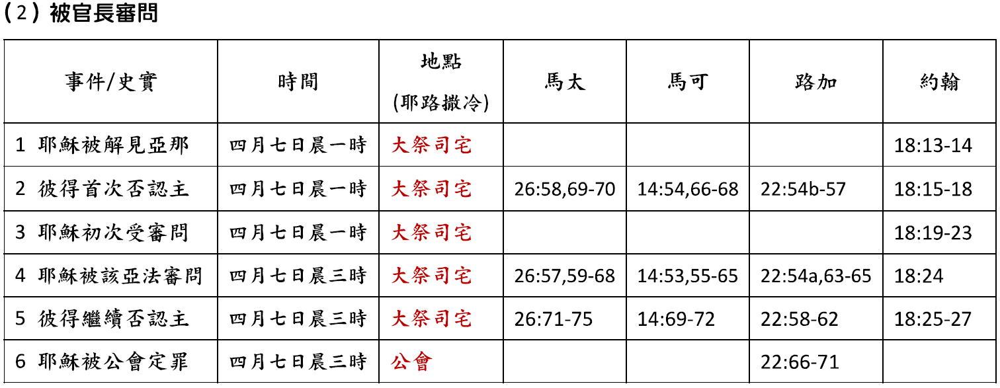 （2）被官長審問
事件/史實 時間 地點 (耶路撒冷) 馬太 馬可 路加 約翰
1 耶穌被解見亞那 四月七日晨一時 大祭司宅 18:13-14
2 彼得首次否認主 四月七日晨一時 大祭司宅 26:58,69-70 14:54,66-68 22:54b-57 18:15-18
3 耶穌初次受審問 四月七日晨一時 大祭司宅 18:19-23
4 耶穌被該亞法審問 四月七日晨三時 大祭司宅 26:57,59-68 14:53,55-65 22:54a,63-65 18:24
5 彼得繼續否認主 四月七日晨三時 大祭司宅 26:71-75 14:69-72 22:58-62 18:25-27
6 耶穌被公會定罪 四月七日晨三時 公會 22:66-71